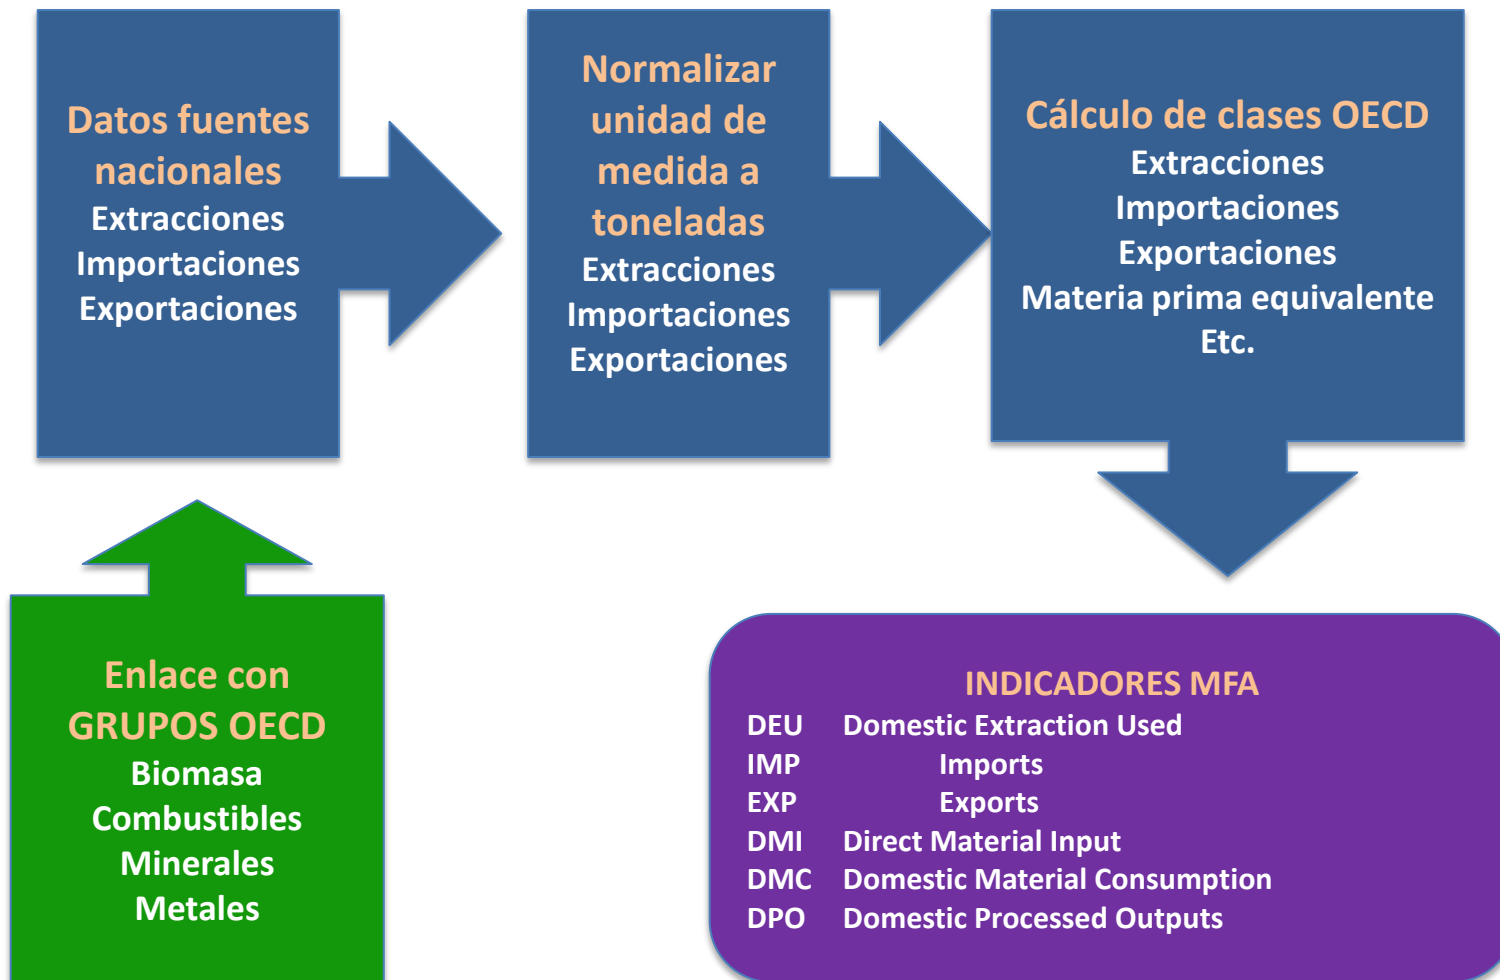 Datos fuentes
nacionales
Extracciones
Importaciones
Exportaciones
Normalizar
unidad de
medida a
toneladas
Extracciones
Importaciones
Exportaciones
Cálculo de clases OECD
Extracciones
Importaciones
Exportaciones
Materia prima equivalente
Etc.
Enlace con
GRUPOS OECD
Biomasa
Combustibles
Minerales
Metales
INDICADORES MFA
DEU Domestic Extraction Used
IMP Imports
EXP Exports
DMI Direct Material Input
DMC Domestic Material Consumption
DPO Domestic Processed Outputs